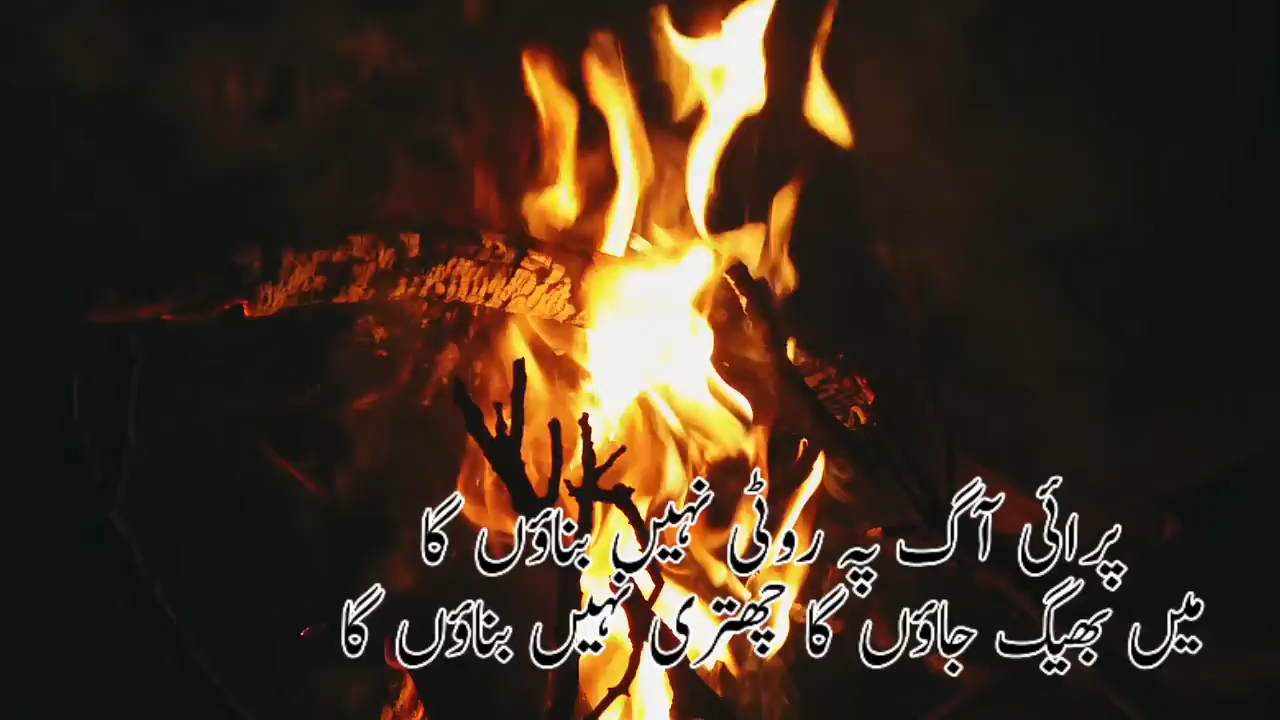 پرائی آگ پہ روٹی نہیں بناؤں گا
میں بھیگ جاؤں گا چھتری نہیں بناؤں گا